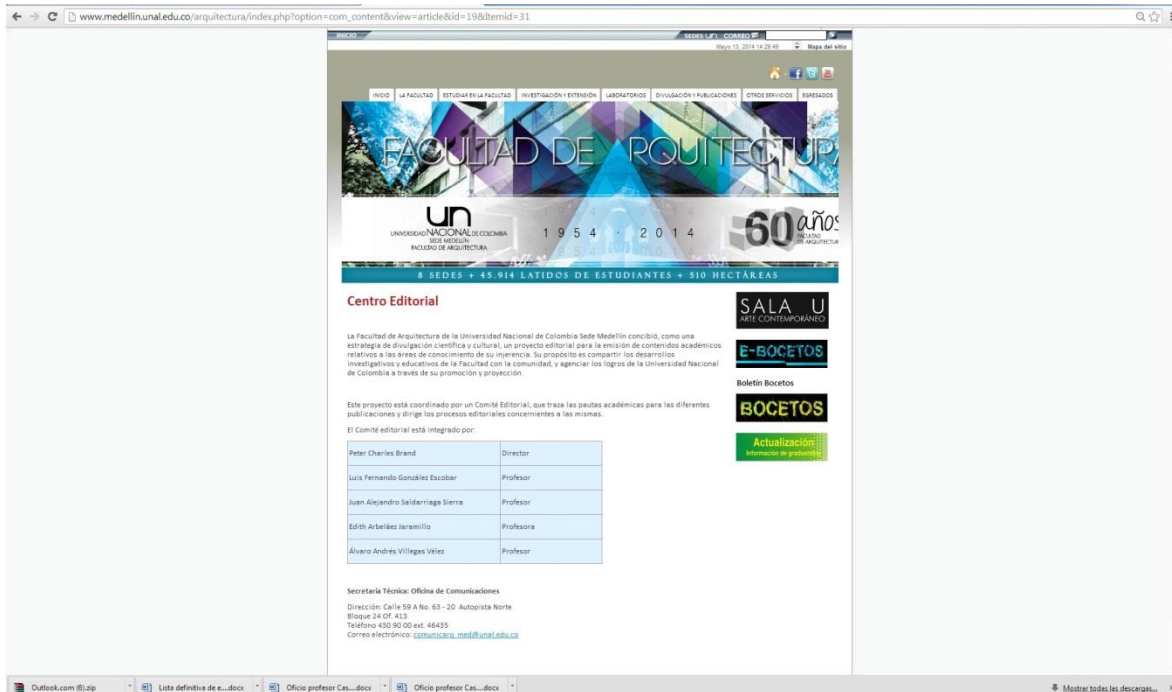 www.medellin.unal.edu.co/arquitectura/index.php?option=com_content&view=article&id=19&Itemid=31
INICIO
SEDES UN CORREO
Mayo 13, 2014 14:29:49 Mapa del sitio
INICIO LA FACULTAD ESTUDIAR EN LA FACULTAD INVESTIGACIÓN Y EXTENSIÓN LABORATORIOS DIVULGACIÓN Y PUBLICACIONES OTROS SERVICIOS EGRESADOS
FACULTAD DE RQUITECTUR
un
UNIVERSIDAD NACIONAL DE COLOMBIA
SEDE MEDELLÍN
FACULTAD DE ARQUITECTURA
1954 · 2014
60 años
FACULTAD
DE ARQUITECTUR
8 SEDES + 45.914 LATIDOS DE ESTUDIANTES + 510 HECTÁREAS
Centro Editorial
La Facultad de Arquitectura de la Universidad Nacional de Colombia Sede Medellín concibió, como una
estrategia de divulgación científica y cultural, un proyecto editorial para la emisión de contenidos académicos
relativos a las áreas de conocimiento de su injerencia. Su propósito es compartir los desarrollos
investigativos y educativos de la Facultad con la comunidad, y agenciar los logros de la Universidad Nacional
de Colombia a través de su promoción y proyección.
Este proyecto está coordinado por un Comité Editorial, que traza las pautas académicas para las diferentes
publicaciones y dirige los procesos editoriales concernientes a las mismas.
El Comité editorial está integrado por:
Peter Charles Brand Director
Luis Fernando González Escobar Profesor
Juan Alejandro Saldarriaga Sierra Profesor
Edith Arbeláez Jaramillo Profesora
Álvaro Andrés Villegas Vélez Profesor
Secretaría Técnica: Oficina de Comunicaciones
Dirección: Calle 59 A No. 63 - 20 Autopista Norte
Bloque 24 Of. 413
Teléfono 430 90 00 ext. 46435
Correo electrónico: comunicarq_med@unal.edu.co
SALA U
ARTE CONTEMPORÁNEO
E-BOCETOS
Boletín Bocetos
BOCETOS
Actualización
Información de graduandos
Outlook.com (6).zip Lista definitiva de e....docx Oficio profesor Cas....docx Oficio profesor Cas....docx Mostrar todas las descargas...